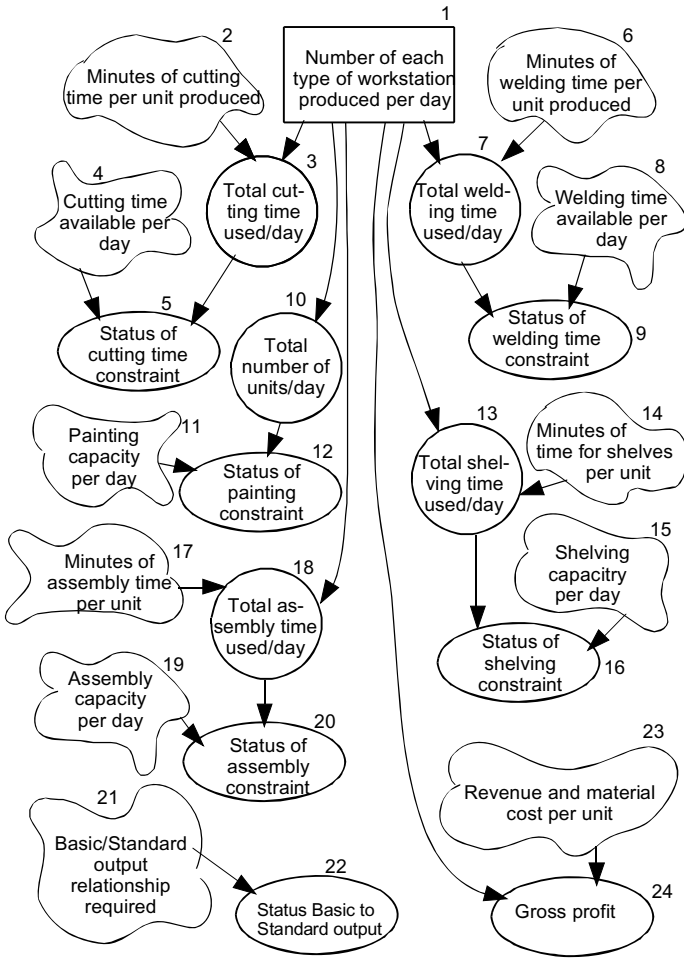 1
Number of each
type of workstation
produced per day
2
Minutes of cutting
time per unit produced
6
Minutes of
welding time per
unit produced
3
Total cut-
ting time
used/day
7
Total weld-
ing time
used/day
4
Cutting time
available per
day
8
Welding time
available per
day
5
Status of
cutting time
constraint
9
Status of
welding time
constraint
10
Total
number of
units/day
11
Painting
capacity
per day
12
Status of
painting
constraint
13
Total shel-
ving time
used/day
14
Minutes of
time for shelves
per unit
15
Shelving
capacitry
per day
16
Status of
shelving
constraint
17
Minutes of
assembly time
per unit
18
Total as-
sembly time
used/day
19
Assembly
capacity
per day
20
Status of
assembly
constraint
21
Basic/Standard
output
relationship
required
22
Status Basic to
Standard output
23
Revenue and material
cost per unit
24
Gross profit